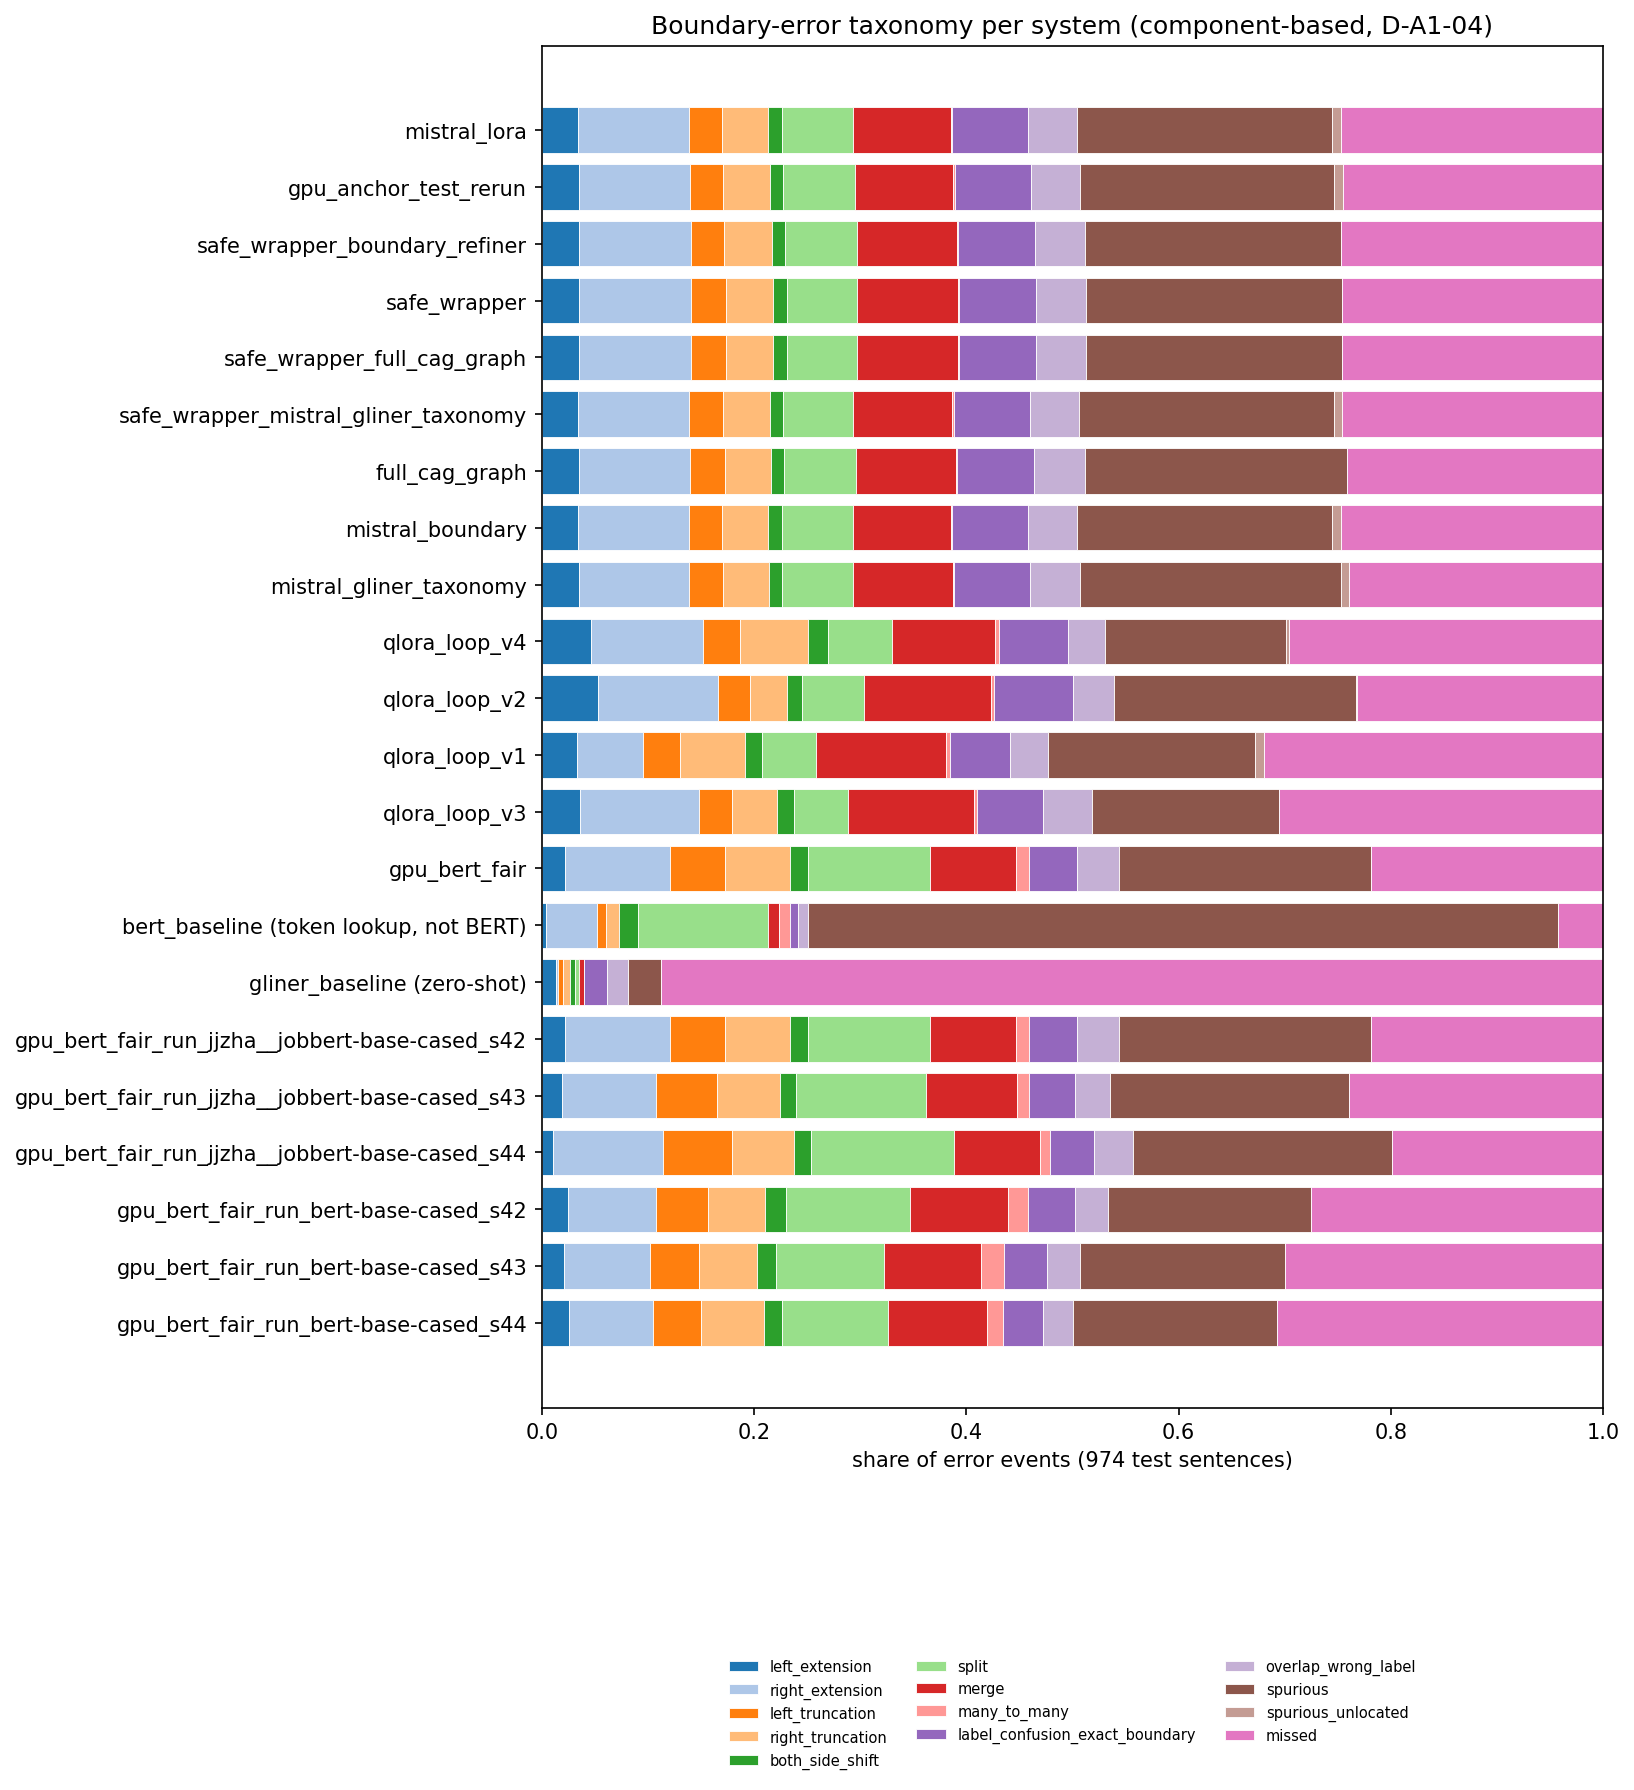 Boundary-error taxonomy per system (component-based, D-A1-04)
mistral_lora
gpu_anchor_test_rerun
safe_wrapper_boundary_refiner
safe_wrapper
safe_wrapper_full_cag_graph
safe_wrapper_mistral_gliner_taxonomy
full_cag_graph
mistral_boundary
mistral_gliner_taxonomy
qlora_loop_v4
qlora_loop_v2
qlora_loop_v1
qlora_loop_v3
gpu_bert_fair
bert_baseline (token lookup, not BERT)
gliner_baseline (zero-shot)
gpu_bert_fair_run_jjzha__jobbert-base-cased_s42
gpu_bert_fair_run_jjzha__jobbert-base-cased_s43
gpu_bert_fair_run_jjzha__jobbert-base-cased_s44
gpu_bert_fair_run_bert-base-cased_s42
gpu_bert_fair_run_bert-base-cased_s43
gpu_bert_fair_run_bert-base-cased_s44
0.0 0.2 0.4 0.6 0.8 1.0
share of error events (974 test sentences)
left_extension
right_extension
left_truncation
right_truncation
both_side_shift
split
merge
many_to_many
label_confusion_exact_boundary
overlap_wrong_label
spurious
spurious_unlocated
missed